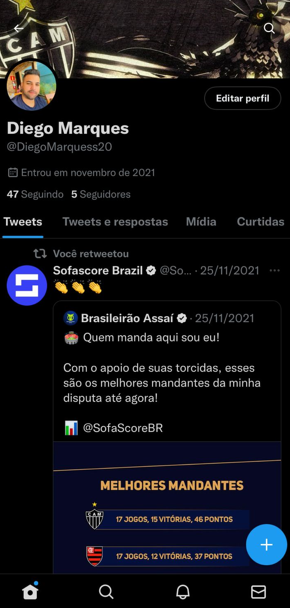 CAM
Editar perfil
Diego Marques
@DiegoMarquess20
Entrou em novembro de 2021
47 Seguindo 5 Seguidores
Tweets Tweets e respostas Mídia Curtidas
Você retweetou
Sofascore Brazil @So... · 25/11/2021
Brasileirão Assaí · 25/11/2021
Quem manda aqui sou eu!
Com o apoio de suas torcidas, esses
são os melhores mandantes da minha
disputa até agora!
@SofaScoreBR
MELHORES MANDANTES
CAM
17 JOGOS, 15 VITÓRIAS, 46 PONTOS
17 JOGOS, 12 VITÓRIAS, 37 PONTOS